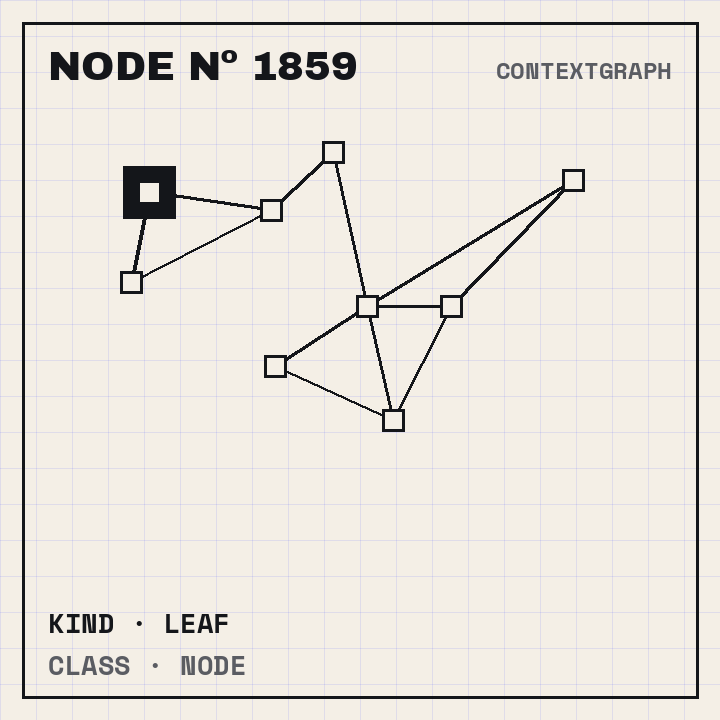 NODE Nº 1859
CONTEXTGRAPH
KIND · LEAF
CLASS · NODE